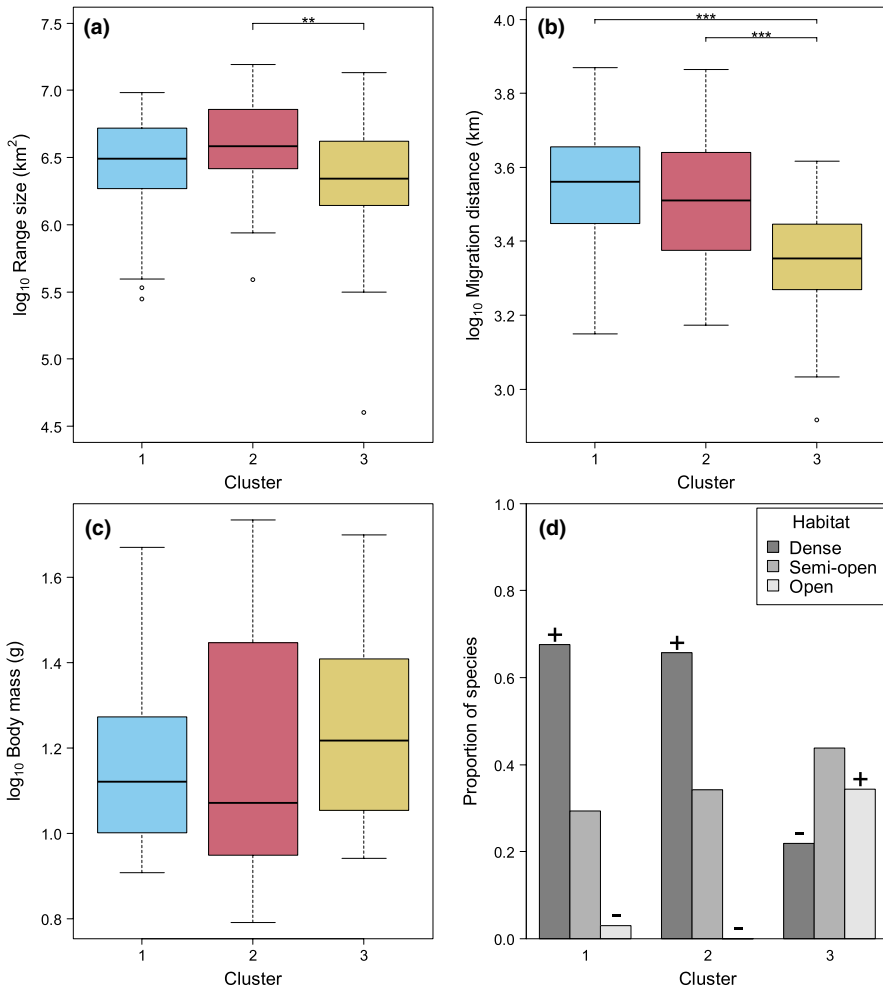 (a)
**
log10 Range size (km2)
7.5
7.0
6.5
6.0
5.5
5.0
4.5
1 2 3
Cluster
(b)
***
***
log10 Migration distance (km)
4.0
3.8
3.6
3.4
3.2
3.0
1 2 3
Cluster
(c)
log10 Body mass (g)
1.6
1.4
1.2
1.0
0.8
1 2 3
Cluster
(d)
Habitat
Dense
Semi-open
Open
Proportion of species
1.0
0.8
0.6
0.4
0.2
0.0
+
-
+
-
-
+
1 2 3
Cluster